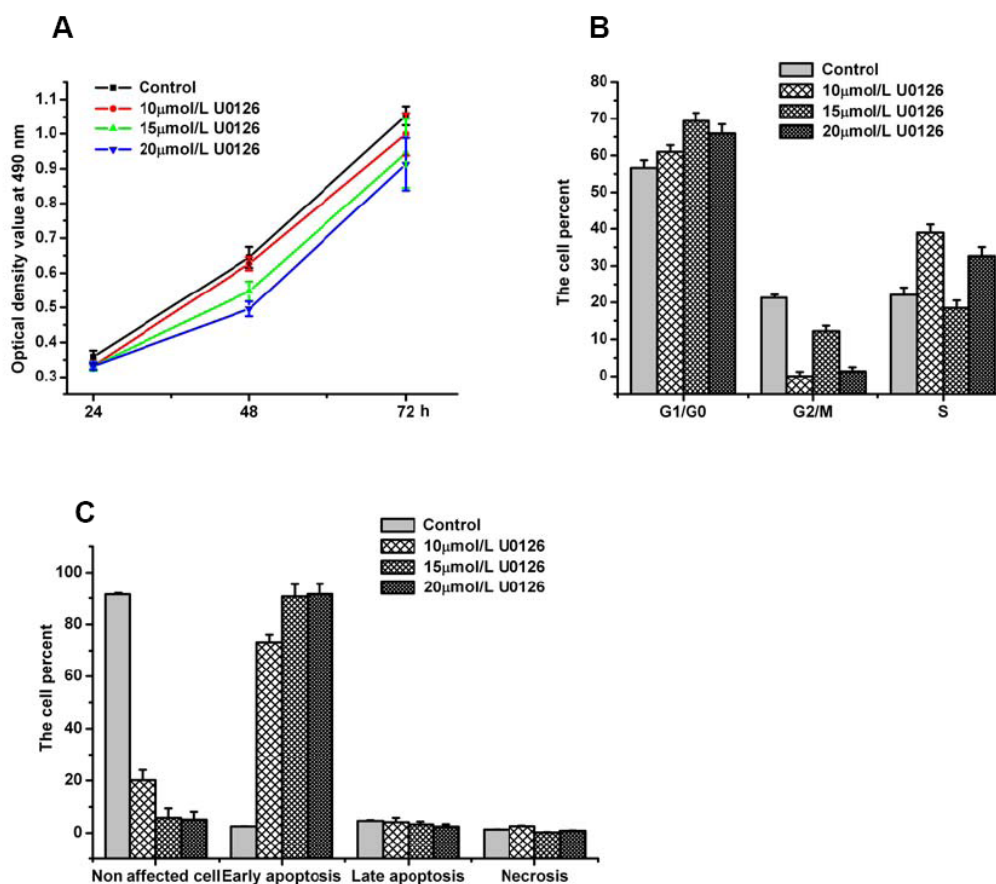 A
Control
10μmol/L U0126
15μmol/L U0126
20μmol/L U0126
Optical density value at 490 nm
1.1
1.0
0.9
0.8
0.7
0.6
0.5
0.4
0.3
24
48
72 h
B
Control
10μmol/L U0126
15μmol/L U0126
20μmol/L U0126
The cell percent
80
70
60
50
40
30
20
10
0
G1/G0
G2/M
S
C
Control
10μmol/L U0126
15μmol/L U0126
20μmol/L U0126
The cell percent
100
80
60
40
20
0
Non affected cell
Early apoptosis
Late apoptosis
Necrosis